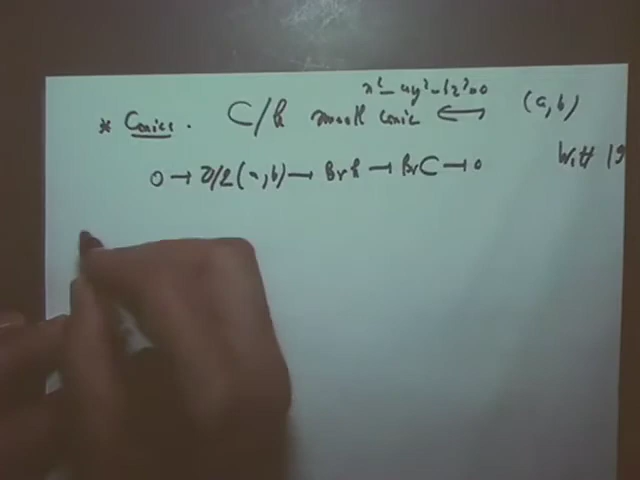 x² - ay² - bz² = 0
* Conics. C/k smooth conic ⟷ (a,b)
0 → Z/2 (a,b) → Br k → Br C → 0 Witt 19